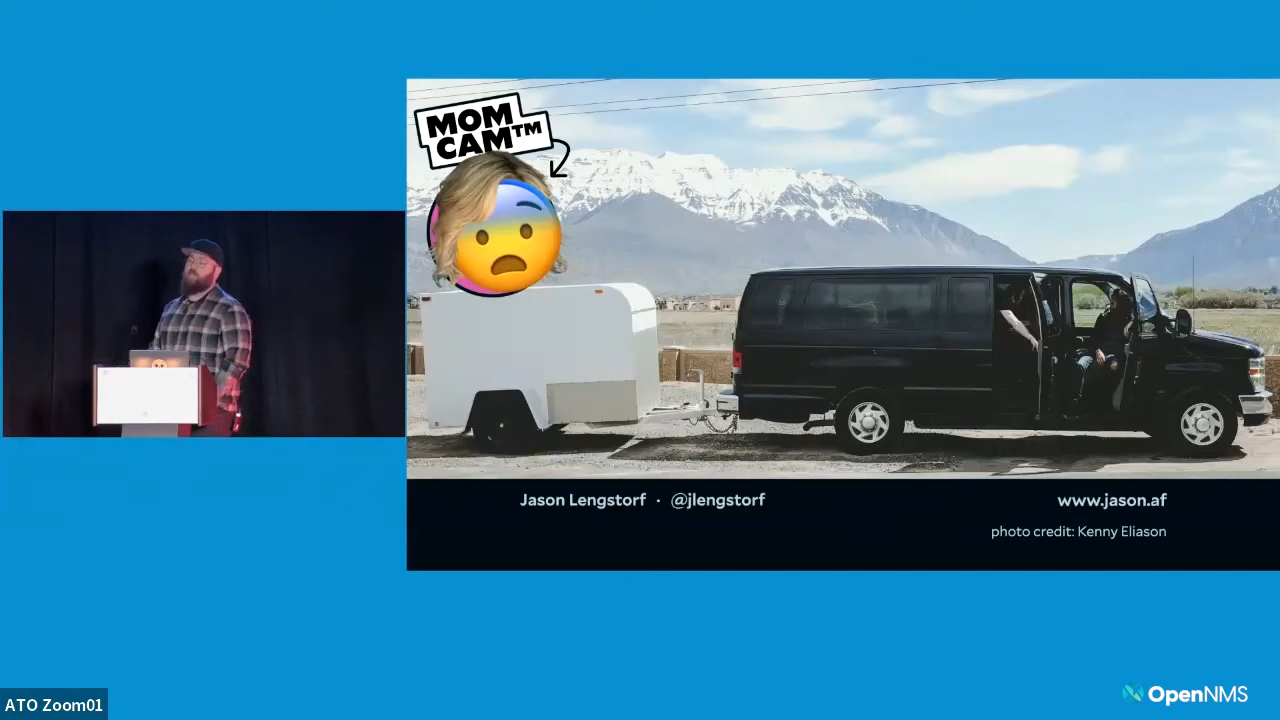 MOM
CAM™
Jason Lengstorf · @jlengstorf
www.jason.af
photo credit: Kenny Eliason
ATO Zoom01
OpenNMS